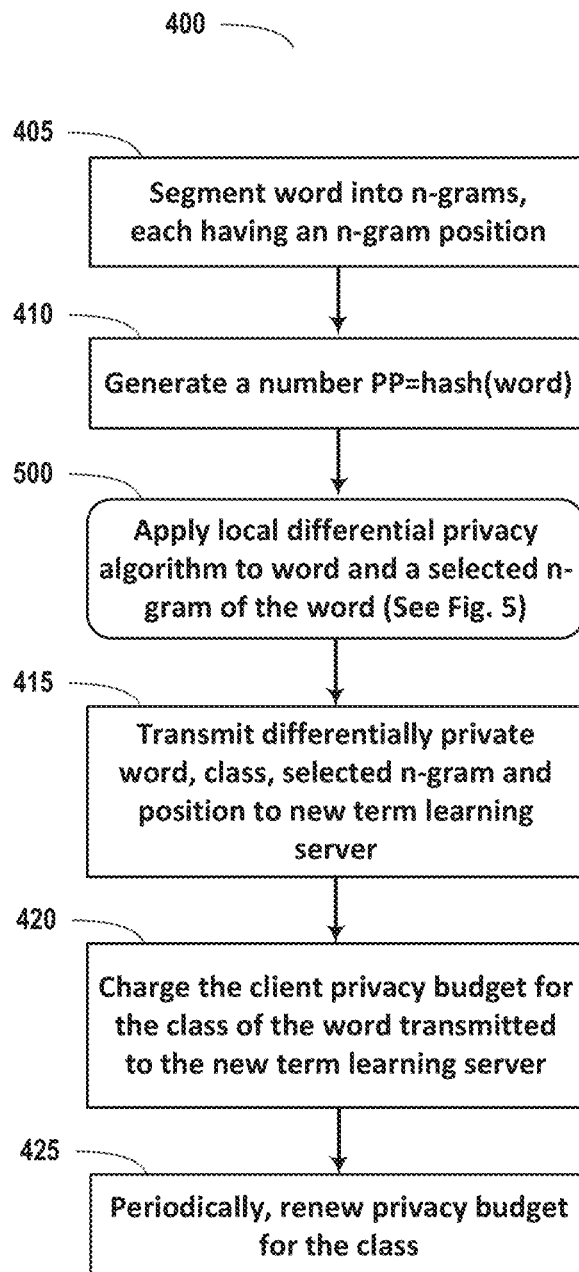 400
405
Segment word into n-grams,
each having an n-gram position
410
Generate a number PP=hash(word)
500
Apply local differential privacy
algorithm to word and a selected n-
gram of the word (See Fig. 5)
415
Transmit differentially private
word, class, selected n-gram and
position to new term learning
server
420
Charge the client privacy budget for
the class of the word transmitted
to the new term learning server
425
Periodically, renew privacy budget
for the class